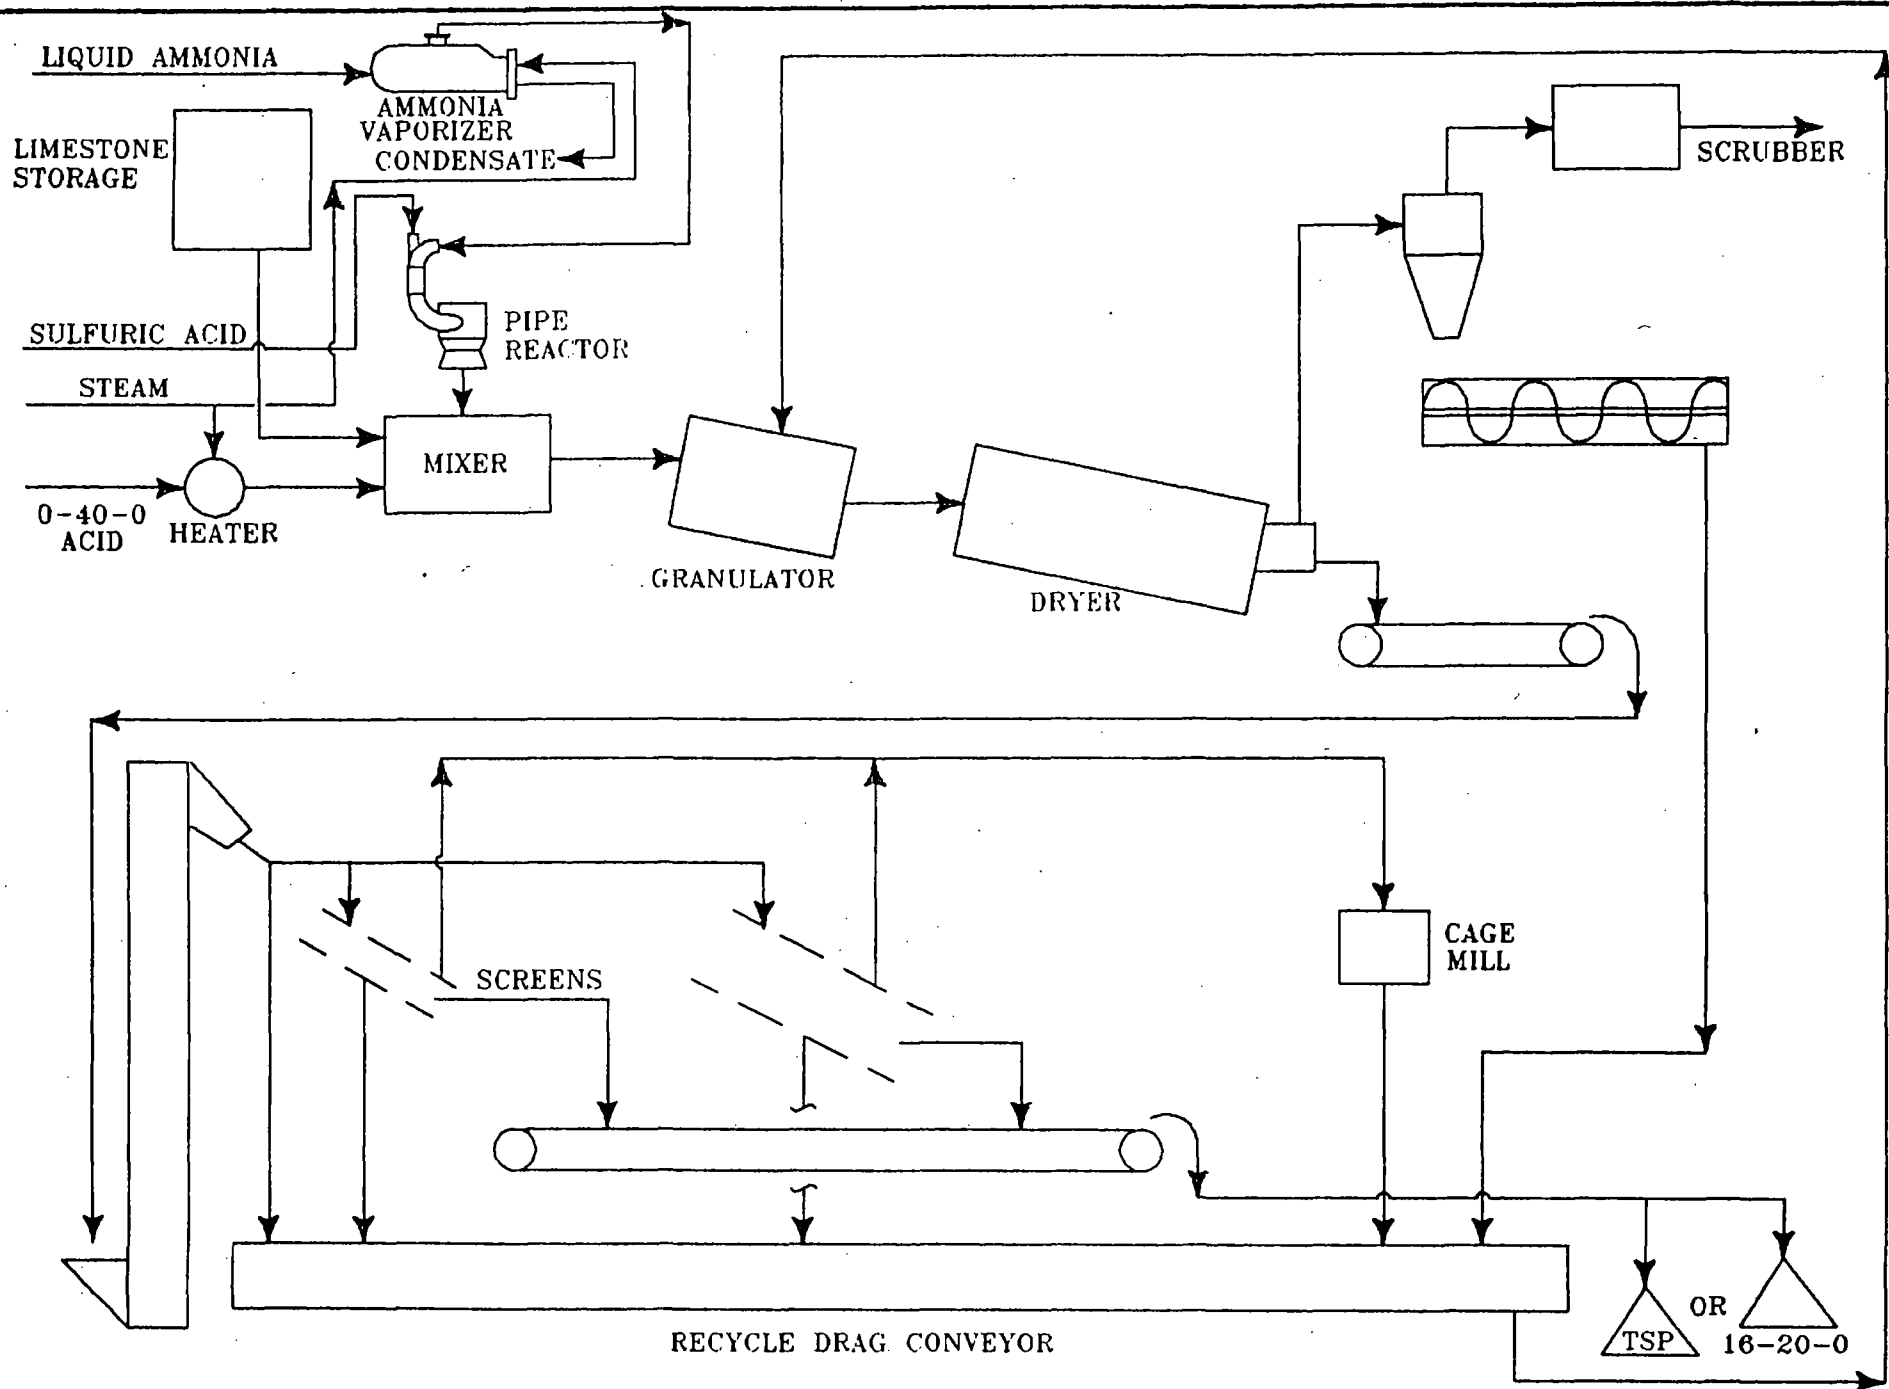 LIQUID AMMONIA
AMMONIA
VAPORIZER
CONDENSATE
LIMESTONE
STORAGE
SCRUBBER
SULFURIC ACID
PIPE
REACTOR
STEAM
MIXER
0-40-0
ACID
HEATER
GRANULATOR
DRYER
CAGE
MILL
SCREENS
OR
TSP
16-20-0
RECYCLE DRAG CONVEYOR